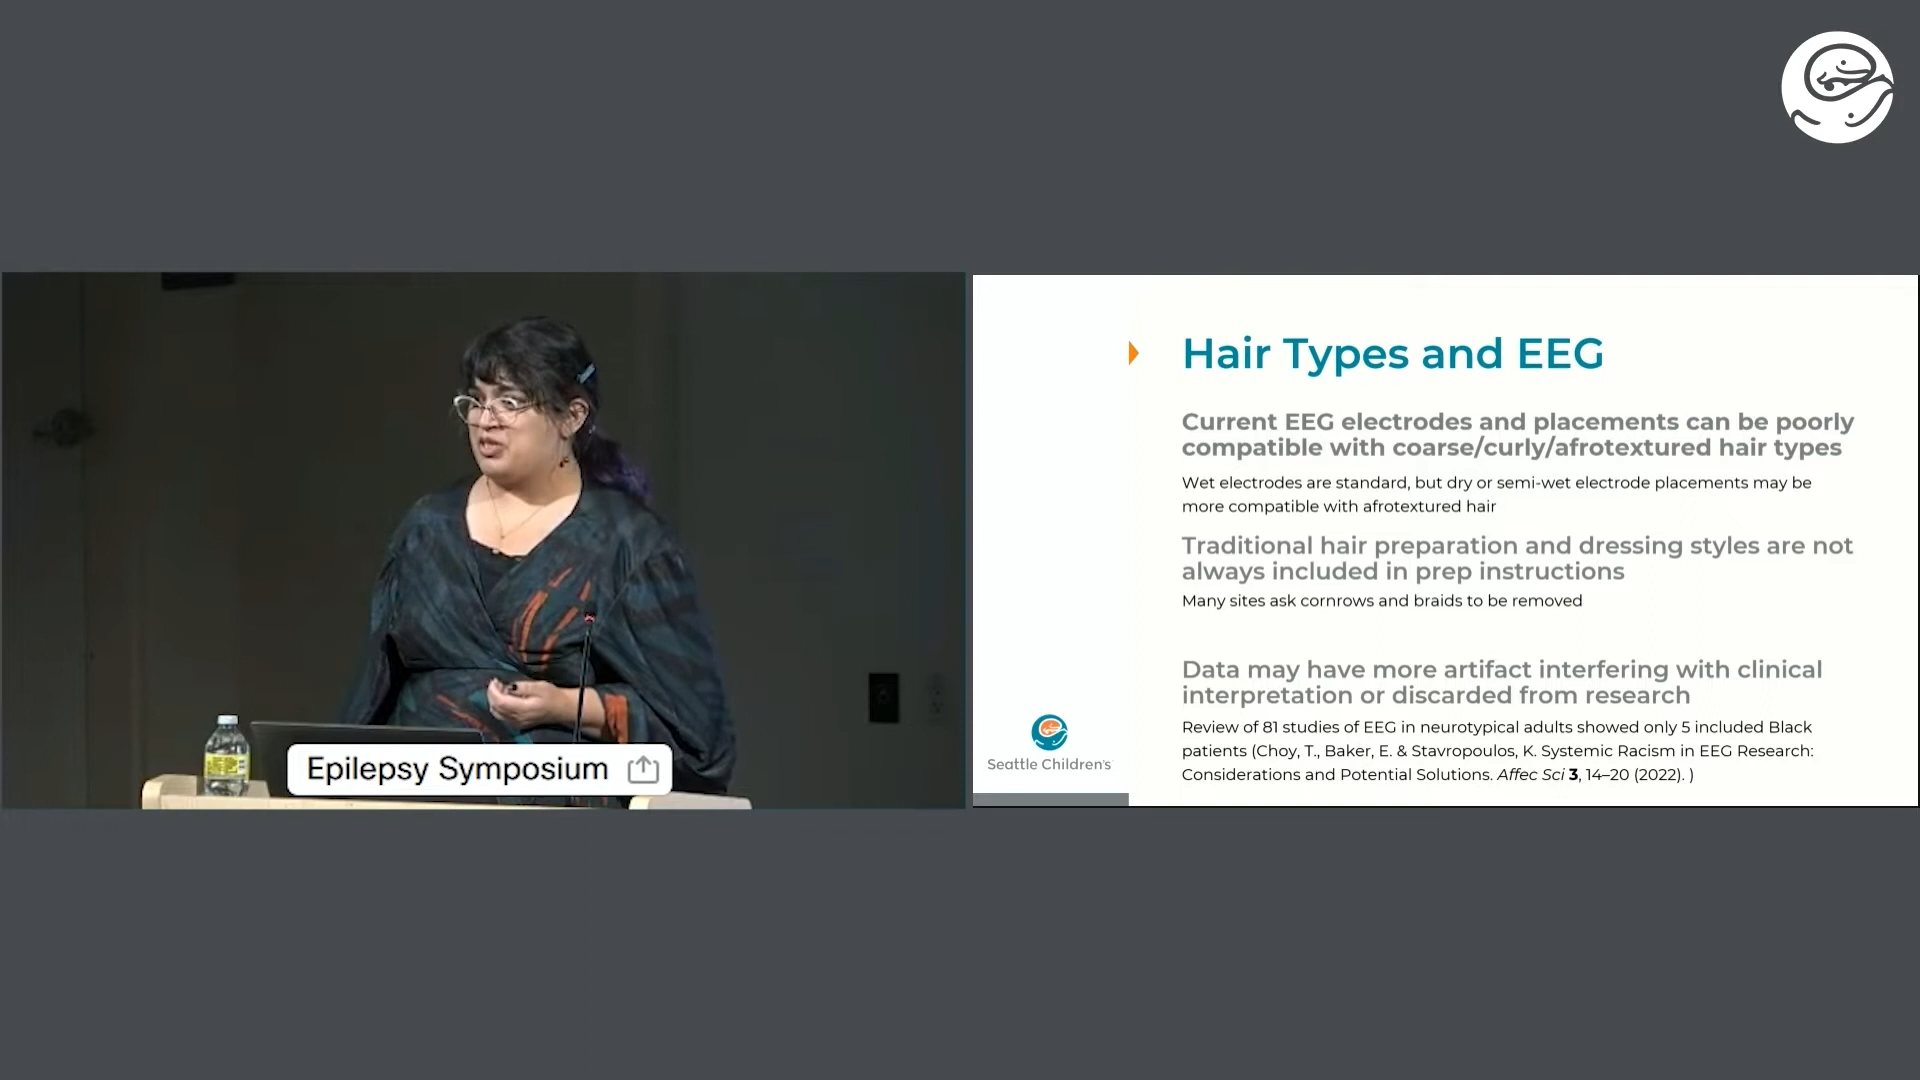 Hair Types and EEG
Current EEG electrodes and placements can be poorly
compatible with coarse/curly/afrotextured hair types
Wet electrodes are standard, but dry or semi-wet electrode placements may be
more compatible with afrotextured hair
Traditional hair preparation and dressing styles are not
always included in prep instructions
Many sites ask cornrows and braids to be removed
Data may have more artifact interfering with clinical
interpretation or discarded from research
Review of 81 studies of EEG in neurotypical adults showed only 5 included Black
patients (Choy, T., Baker, E. & Stavropoulos, K. Systemic Racism in EEG Research:
Considerations and Potential Solutions. Affec Sci 3, 14–20 (2022). )
Seattle Children's
Epilepsy Symposium